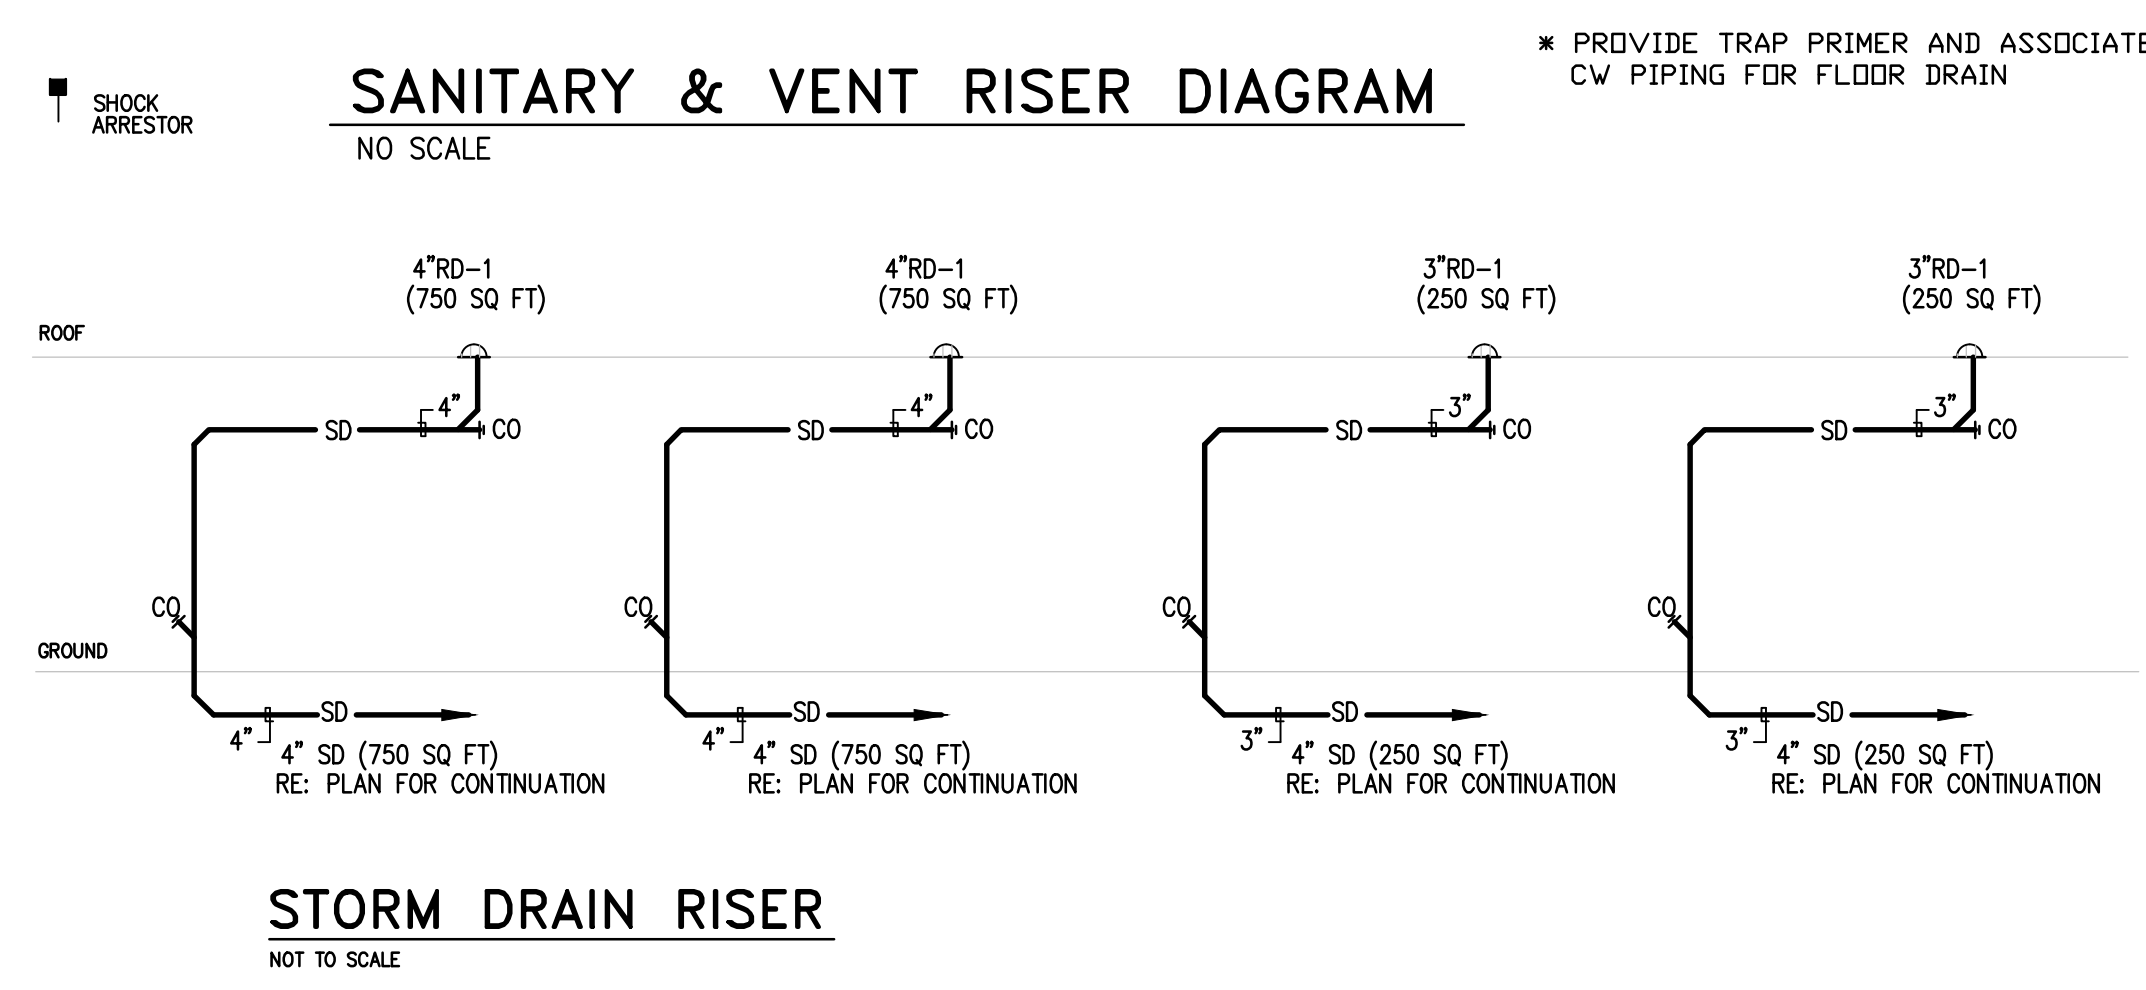 * PROVIDE TRAP PRIMER AND ASSOCIATE
CW PIPING FOR FLOOR DRAIN
SHOCK
ARRESTOR
SANITARY & VENT RISER DIAGRAM
NO SCALE
4"RD-1
(750 SQ FT)
4"RD-1
(750 SQ FT)
3"RD-1
(250 SQ FT)
3"RD-1
(250 SQ FT)
ROOF
4"
SD
CO
4"
SD
CO
3"
SD
CO
3"
SD
CO
CO
CO
CO
CO
GROUND
SD
4"
4" SD (750 SQ FT)
RE: PLAN FOR CONTINUATION
SD
4"
4" SD (750 SQ FT)
RE: PLAN FOR CONTINUATION
SD
3"
4" SD (250 SQ FT)
RE: PLAN FOR CONTINUATION
SD
3"
4" SD (250 SQ FT)
RE: PLAN FOR CONTINUATION
STORM DRAIN RISER
NOT TO SCALE